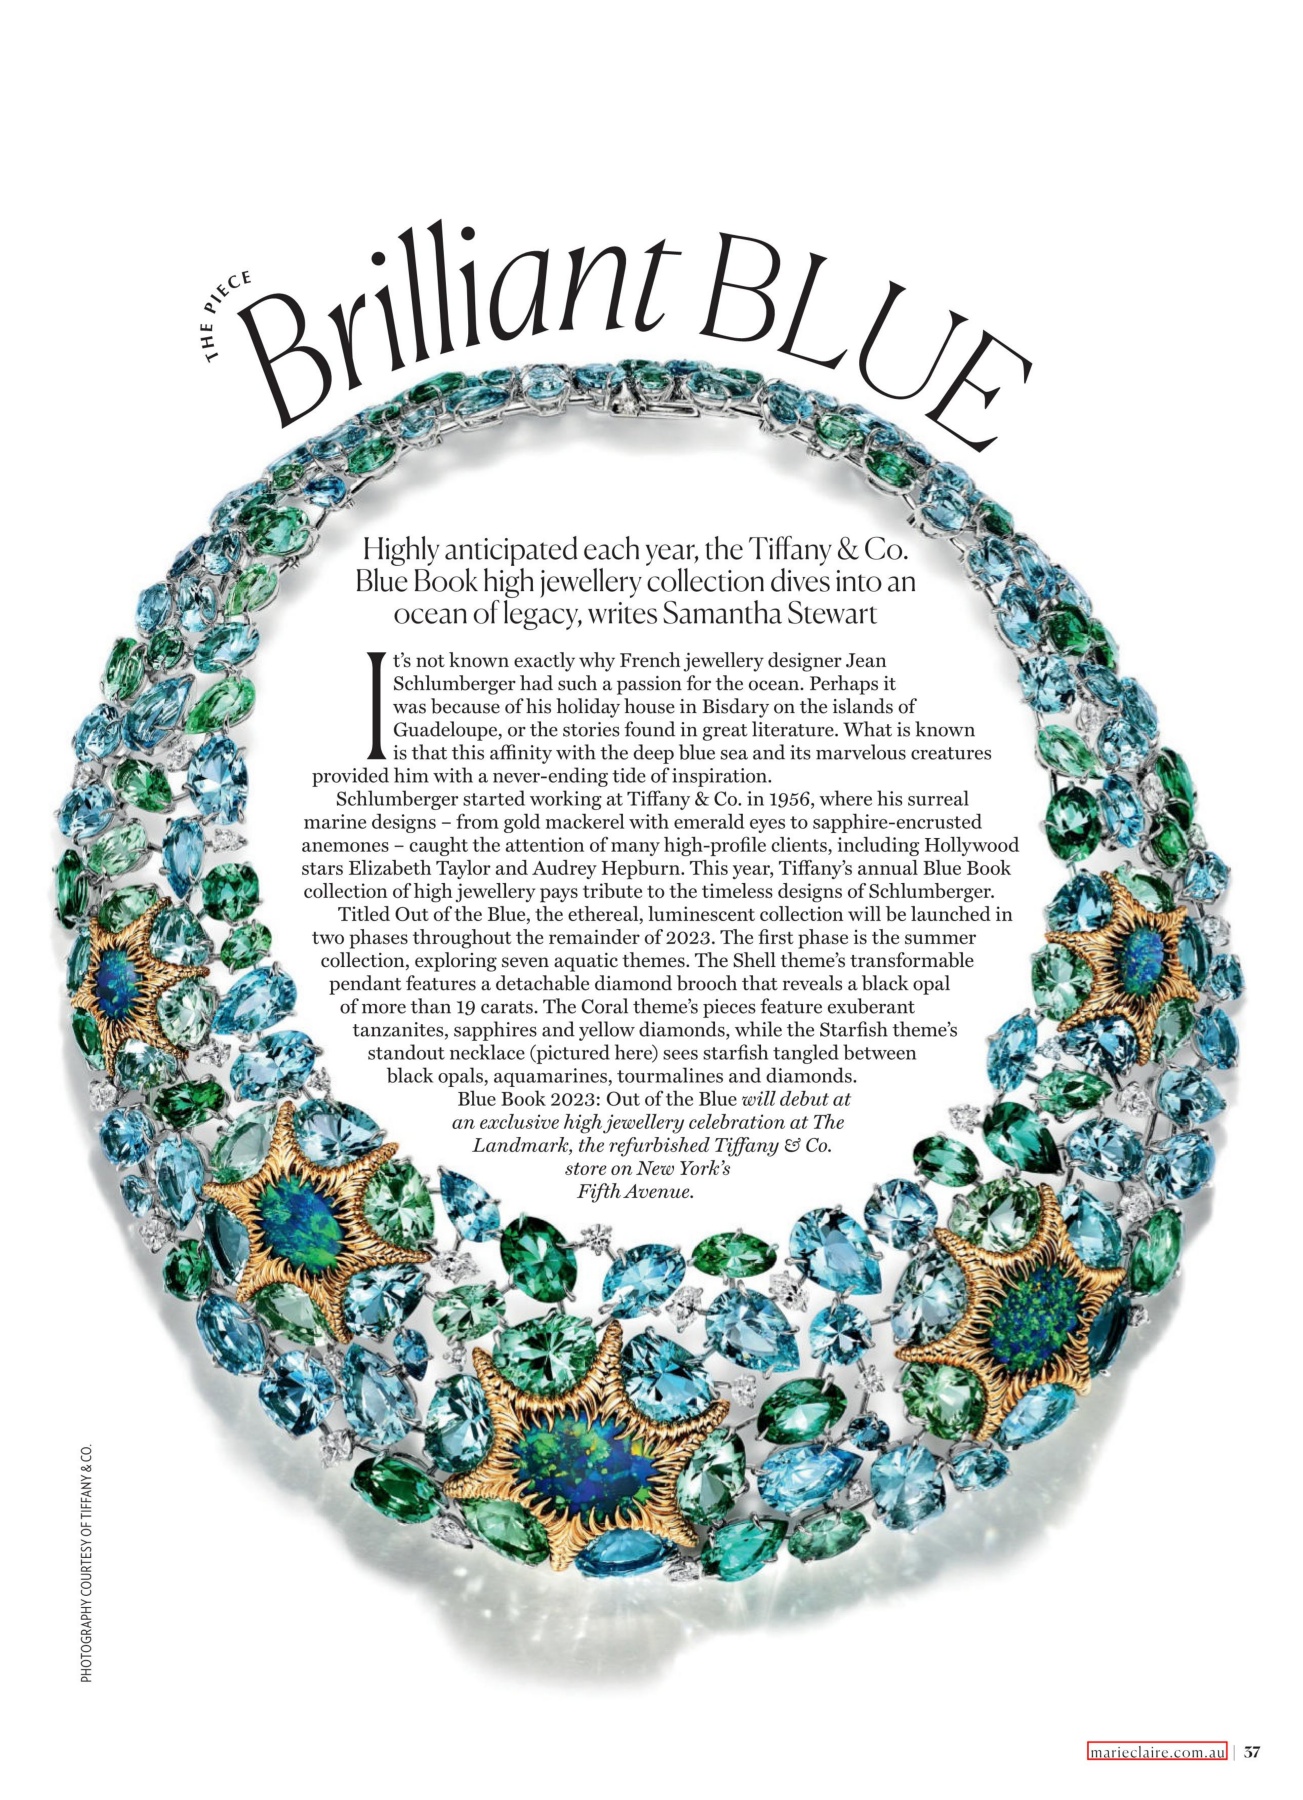 THE PIECE
Brilliant BLUE
Highly anticipated each year, the Tiffany & Co.
Blue Book high jewellery collection dives into an
ocean of legacy, writes Samantha Stewart
It’s not known exactly why French jewellery designer Jean
Schlumberger had such a passion for the ocean. Perhaps it
was because of his holiday house in Bisdary on the islands of
Guadeloupe, or the stories found in great literature. What is known
is that this affinity with the deep blue sea and its marvelous creatures
provided him with a never-ending tide of inspiration.
Schlumberger started working at Tiffany & Co. in 1956, where his surreal
marine designs – from gold mackerel with emerald eyes to sapphire-encrusted
anemones – caught the attention of many high-profile clients, including Hollywood
stars Elizabeth Taylor and Audrey Hepburn. This year, Tiffany’s annual Blue Book
collection of high jewellery pays tribute to the timeless designs of Schlumberger.
Titled Out of the Blue, the ethereal, luminescent collection will be launched in
two phases throughout the remainder of 2023. The first phase is the summer
collection, exploring seven aquatic themes. The Shell theme’s transformable
pendant features a detachable diamond brooch that reveals a black opal
of more than 19 carats. The Coral theme’s pieces feature exuberant
tanzanites, sapphires and yellow diamonds, while the Starfish theme’s
standout necklace (pictured here) sees starfish tangled between
black opals, aquamarines, tourmalines and diamonds.
Blue Book 2023: Out of the Blue will debut at
an exclusive high jewellery celebration at The
Landmark, the refurbished Tiffany & Co.
store on New York’s
Fifth Avenue.
PHOTOGRAPHY COURTESY OF TIFFANY & CO.
marieclaire.com.au | 37